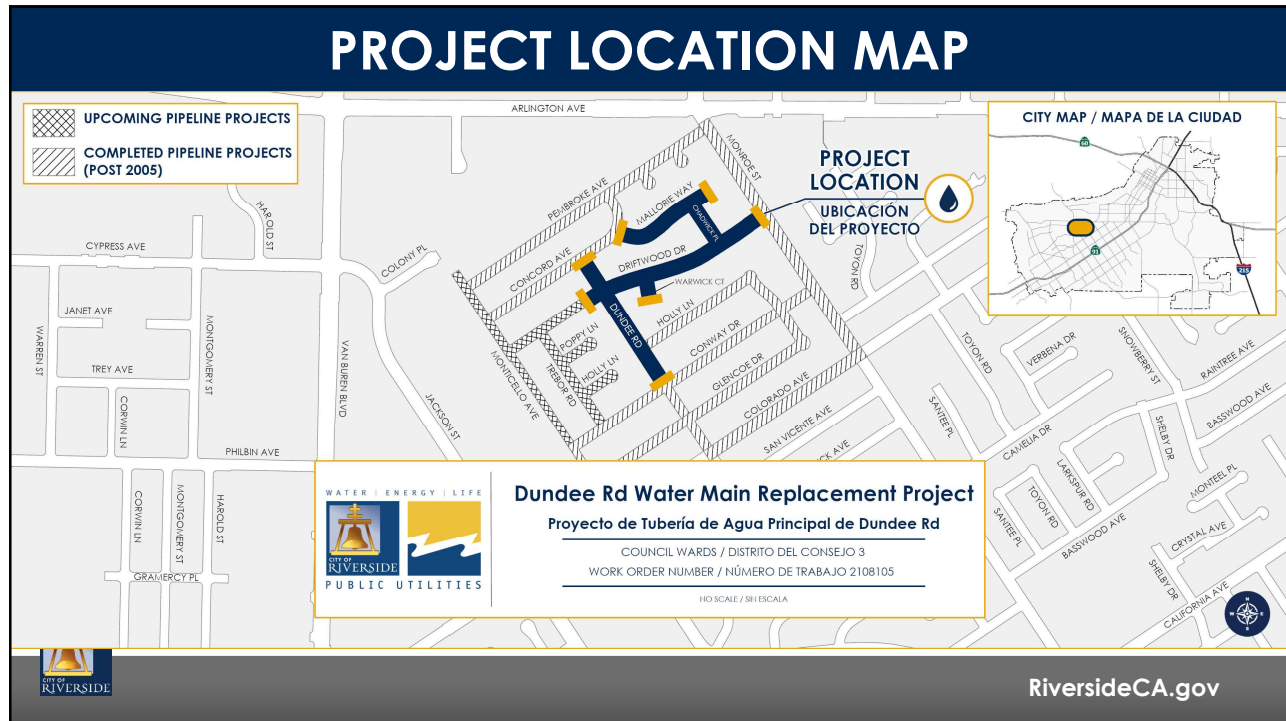 PROJECT LOCATION MAP
UPCOMING PIPELINE PROJECTS
COMPLETED PIPELINE PROJECTS
(POST 2005)
ARLINGTON AVE
CITY MAP / MAPA DE LA CIUDAD
60
91
215
PROJECT
LOCATION
UBICACIÓN
DEL PROYECTO
MONROE ST
PEMBROKE AVE
MALLORIE WAY
CHADWICK PL
HAROLD ST
CYPRESS AVE
COLONY PL
CONCORD AVE
DRIFTWOOD DR
WARWICK CT
TOYON RD
JANET AVE
WARREN ST
MONTGOMERY ST
VAN BUREN BLVD
TREY AVE
CORWIN LN
JACKSON ST
PHILBIN AVE
MONTICELLO AVE
POPPY LN
TREBOR RD
HOLLY LN
DUNDEE RD
HOLLY LN
CONWAY DR
GLENCOE DR
COLORADO AVE
SAN VICENTE AVE
CK AVE
TOYON RD
VERBENA DR
SNOWBERRY ST
RAINTREE AVE
SANTEE PL
CAMELIA DR
SHELBY DR
BASSWOOD AVE
LARKSPUR RD
TOYON RD
SANTEE PL
BASSWOOD AVE
MONTEEL PL
CRYSTAL AVE
SHELBY DR
CALIFORNIA AVE
CORWIN LN
MONTGOMERY ST
HAROLD ST
GRAMERCY PL
WATER | ENERGY | LIFE
CITY OF
RIVERSIDE
PUBLIC UTILITIES
Dundee Rd Water Main Replacement Project
Proyecto de Tubería de Agua Principal de Dundee Rd
COUNCIL WARDS / DISTRITO DEL CONSEJO 3
WORK ORDER NUMBER / NÚMERO DE TRABAJO 2108105
NO SCALE / SIN ESCALA
N
W E
S
CITY OF
RIVERSIDE
RiversideCA.gov